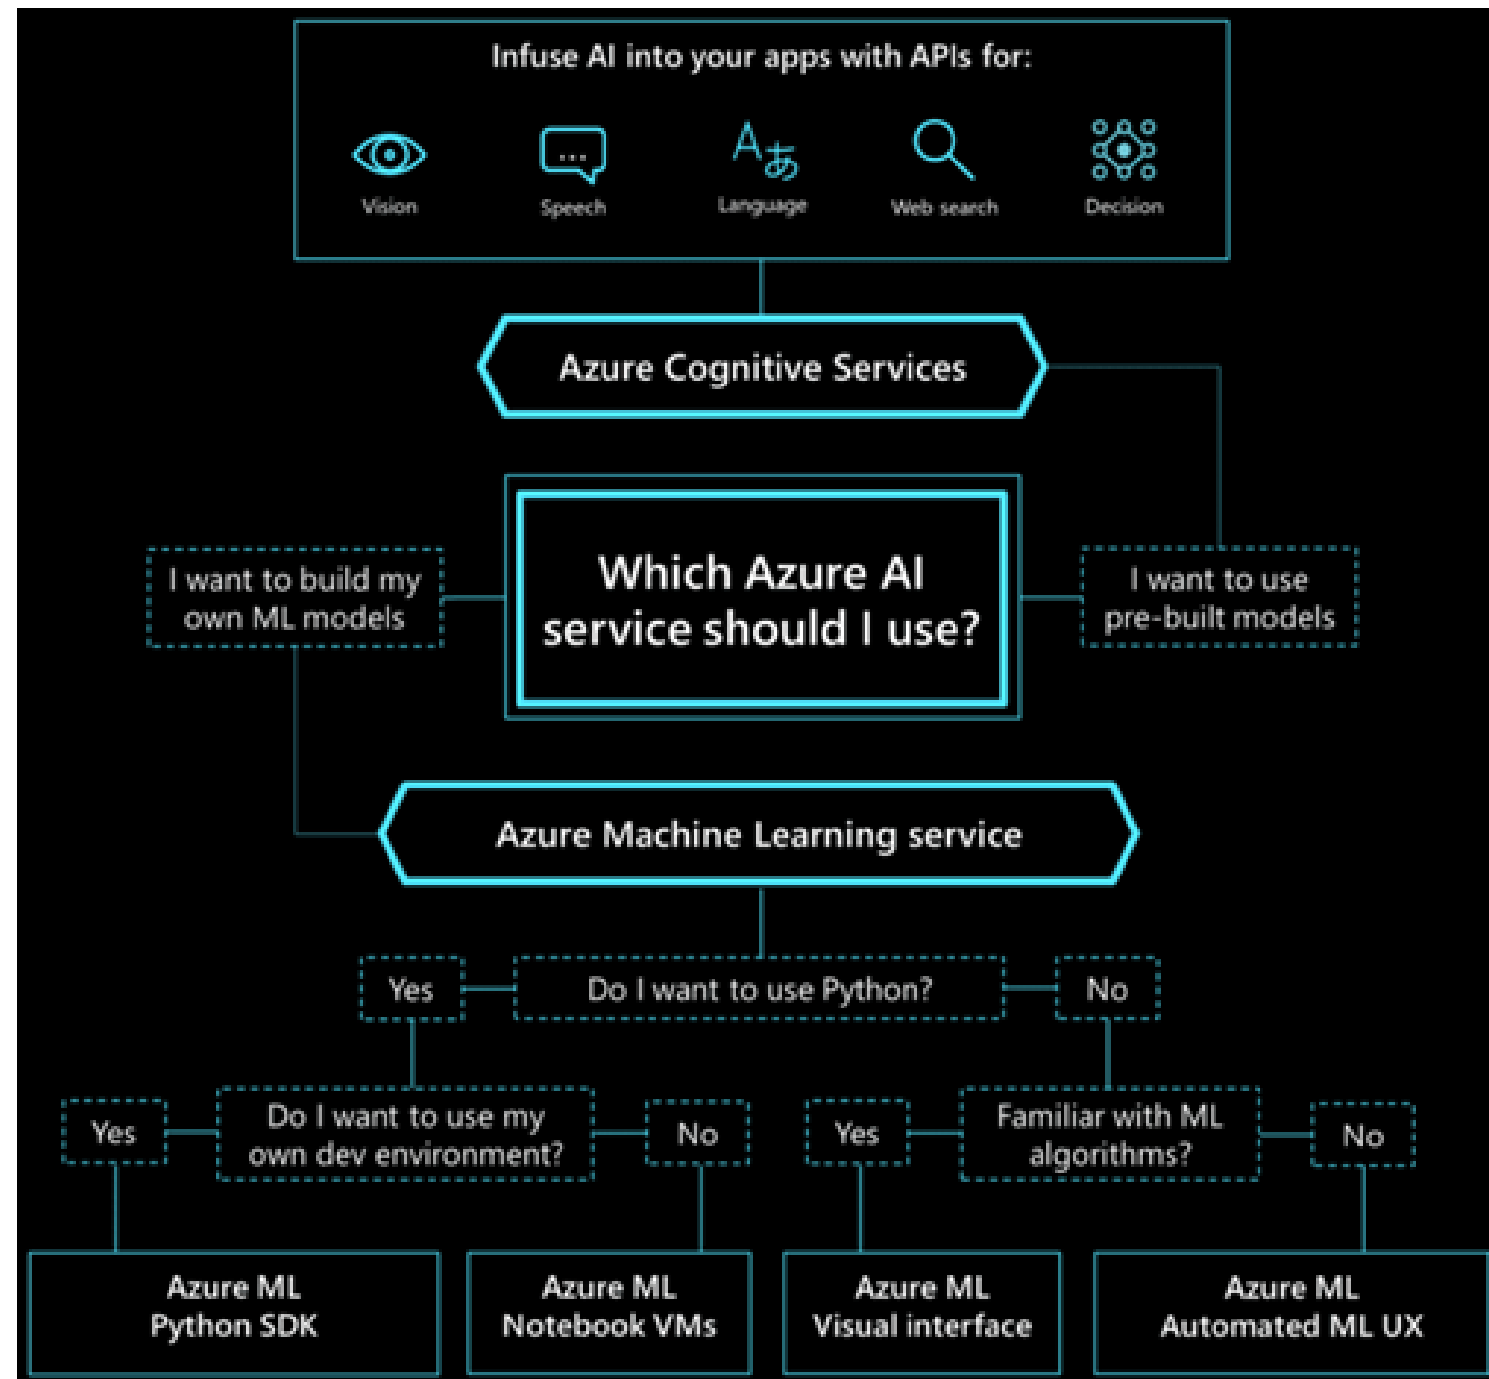 Infuse AI into your apps with APIs for:
...
Aあ
Vision
Speech
Language
Web search
Decision
Azure Cognitive Services
Which Azure AI
service should I use?
I want to build my
own ML models
I want to use
pre-built models
Azure Machine Learning service
Yes
Do I want to use Python?
No
Yes
Do I want to use my
own dev environment?
No
Yes
Familiar with ML
algorithms?
No
Azure ML
Python SDK
Azure ML
Notebook VMs
Azure ML
Visual interface
Azure ML
Automated ML UX